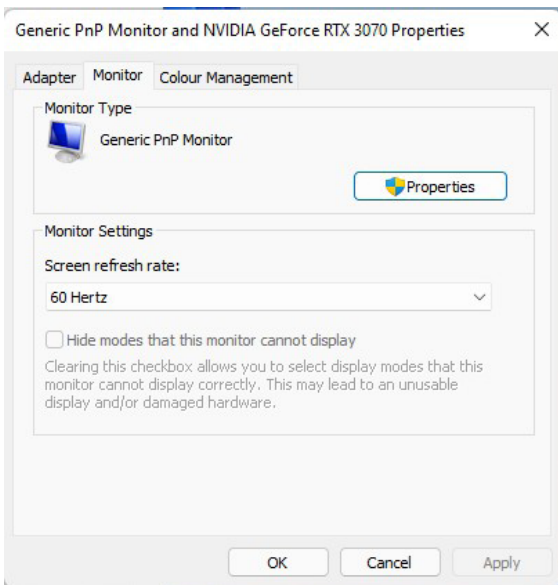 Generic PnP Monitor and NVIDIA GeForce RTX 3070 Properties
Adapter
Monitor
Colour Management
Monitor Type
Generic PnP Monitor
Properties
Monitor Settings
Screen refresh rate:
60 Hertz
Hide modes that this monitor cannot display
Clearing this checkbox allows you to select display modes that this
monitor cannot display correctly. This may lead to an unusable
display and/or damaged hardware.
OK
Cancel
Apply